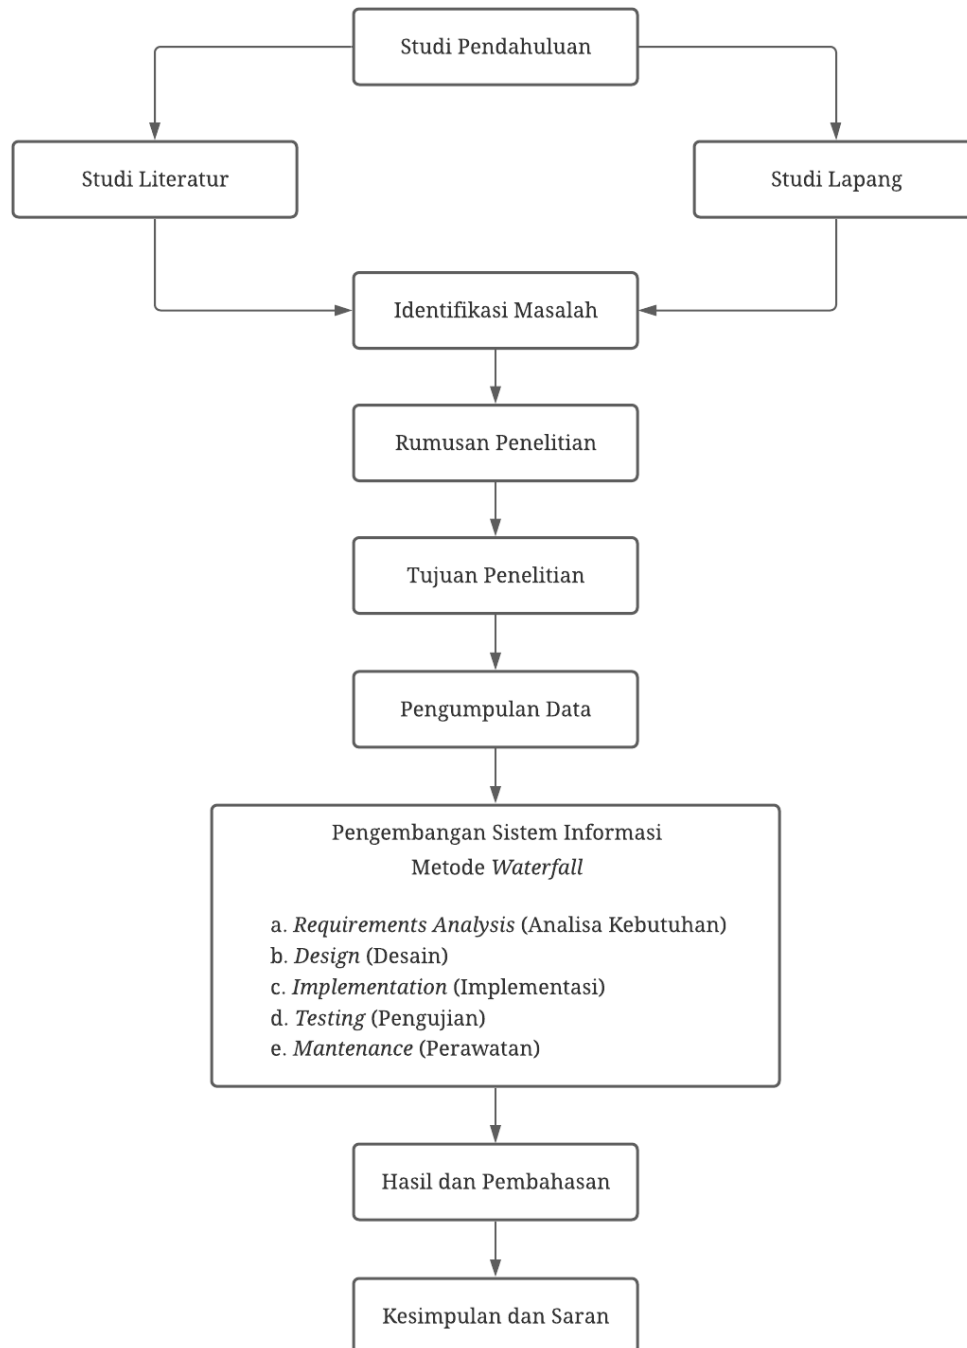 Studi Pendahuluan
Studi Literatur
Studi Lapang
Identifikasi Masalah
Rumusan Penelitian
Tujuan Penelitian
Pengumpulan Data
Pengembangan Sistem Informasi
Metode Waterfall
a. Requirements Analysis (Analisa Kebutuhan)
b. Design (Desain)
c. Implementation (Implementasi)
d. Testing (Pengujian)
e. Mantenance (Perawatan)
Hasil dan Pembahasan
Kesimpulan dan Saran